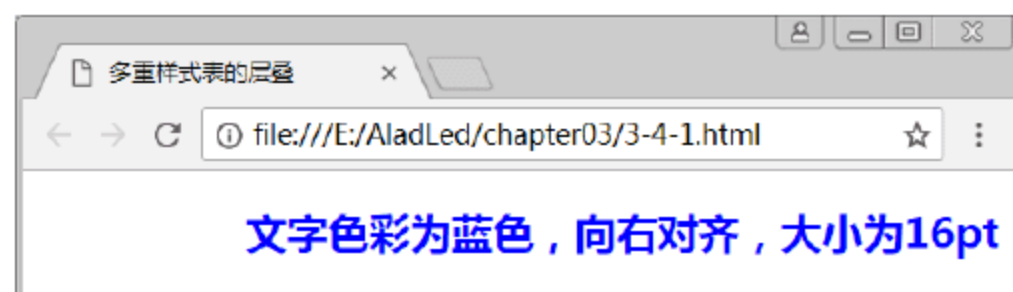 多重样式表的层叠
file:///E:/AladLed/chapter03/3-4-1.html
文字色彩为蓝色，向右对齐，大小为16pt